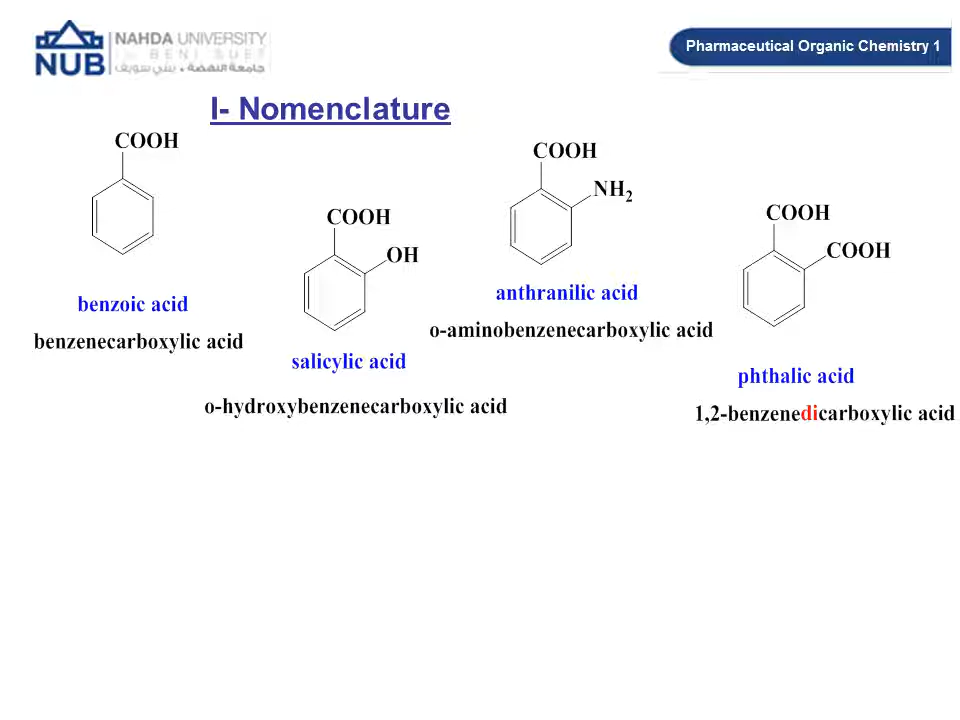 NAHDA UNIVERSITY
IN BENI SUEF
NUB
جامعة النهضة • بني سويف
Pharmaceutical Organic Chemistry 1
I- Nomenclature
COOH
benzoic acid
benzenecarboxylic acid
COOH
OH
salicylic acid
o-hydroxybenzenecarboxylic acid
COOH
NH2
anthranilic acid
o-aminobenzenecarboxylic acid
COOH
COOH
phthalic acid
1,2-benzenedicarboxylic acid